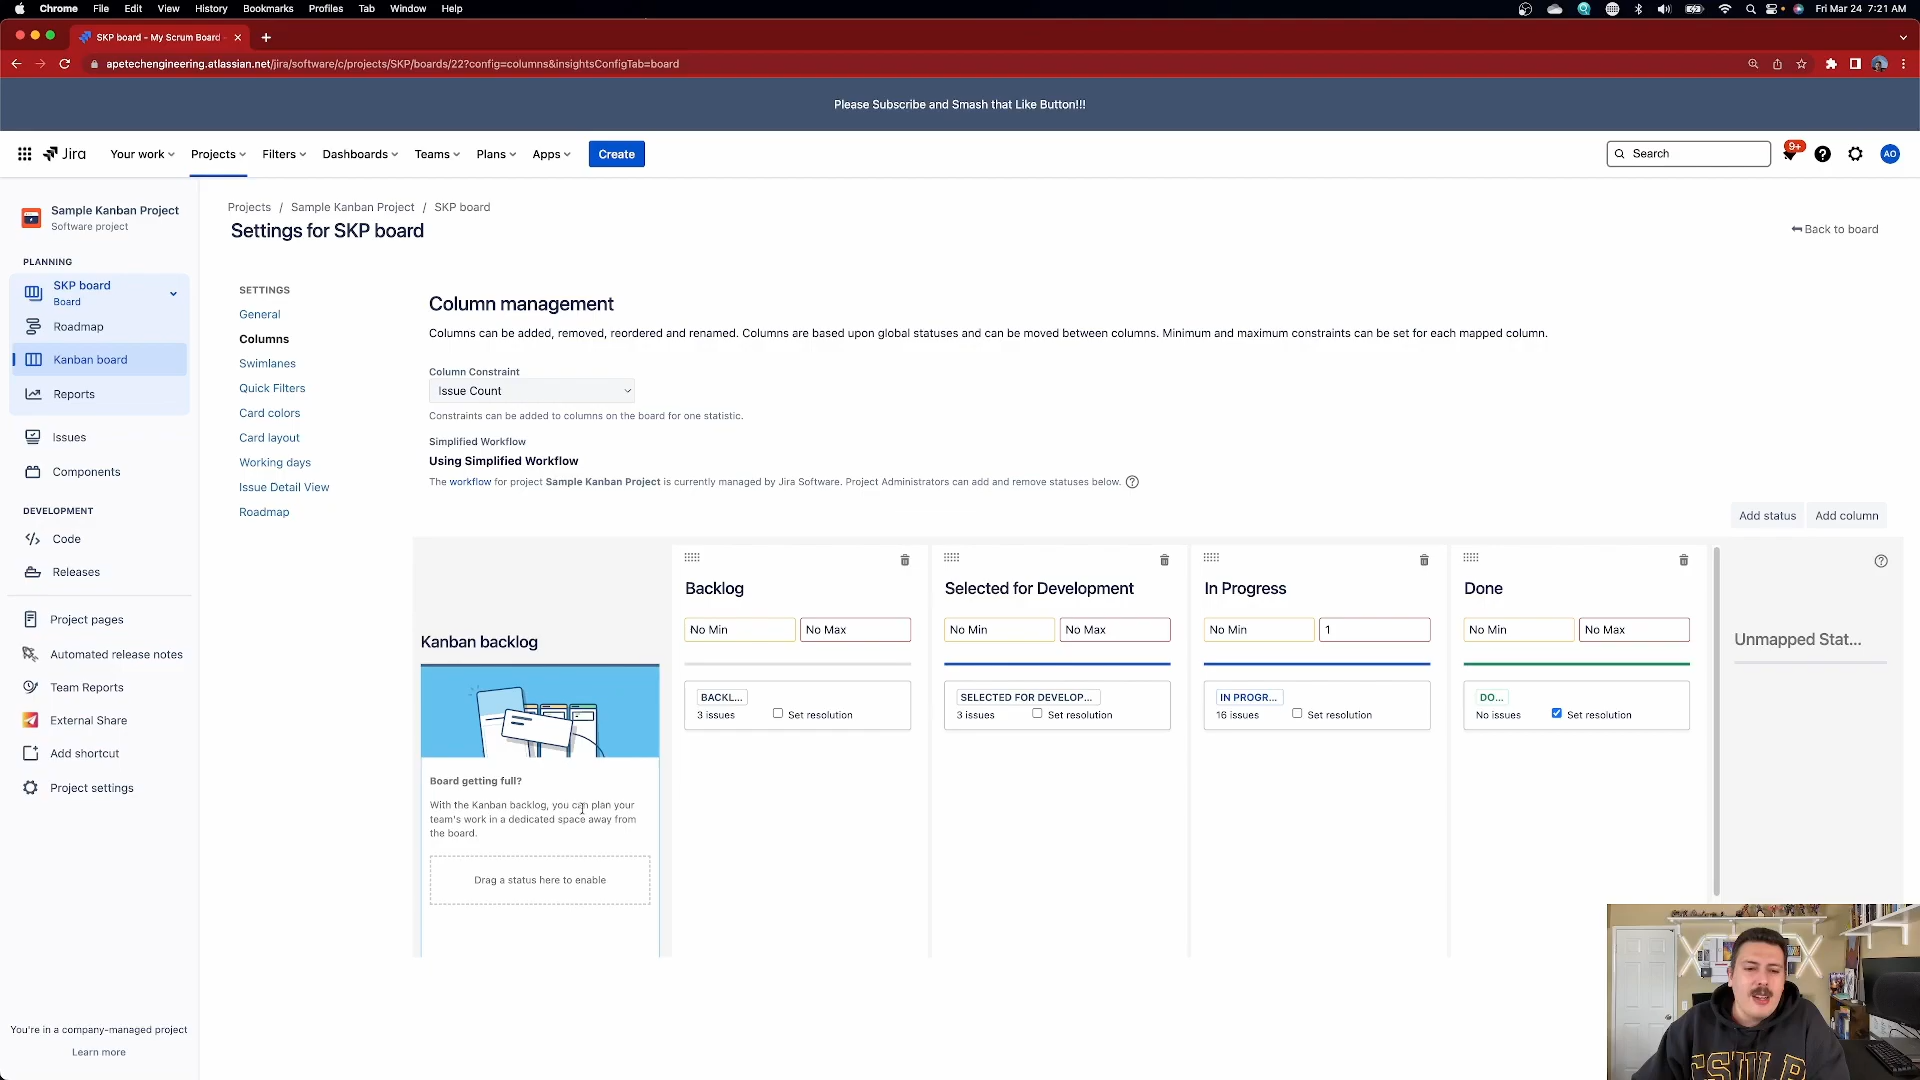 Chrome File Edit View History Bookmarks Profiles Tab Window Help
Fri Mar 24 7:21 AM
SKP board - My Scrum Board -
apetechengineering.atlassian.net/jira/software/c/projects/SKP/boards/22?config=columns&insightsConfigTab=board
Please Subscribe and Smash that Like Button!!!
Jira Your work Projects Filters Dashboards Teams Plans Apps Create
Search
9+
AO
Sample Kanban Project
Software project
PLANNING
SKP board
Board
Roadmap
Kanban board
Reports
Issues
Components
DEVELOPMENT
Code
Releases
Project pages
Automated release notes
Team Reports
External Share
Add shortcut
Project settings
You're in a company-managed project
Learn more
Projects / Sample Kanban Project / SKP board
Settings for SKP board
Back to board
SETTINGS
General
Columns
Swimlanes
Quick Filters
Card colors
Card layout
Working days
Issue Detail View
Roadmap
Column management
Columns can be added, removed, reordered and renamed. Columns are based upon global statuses and can be moved between columns. Minimum and maximum constraints can be set for each mapped column.
Column Constraint
Issue Count
Constraints can be added to columns on the board for one statistic.
Simplified Workflow
Using Simplified Workflow
The workflow for project Sample Kanban Project is currently managed by Jira Software. Project Administrators can add and remove statuses below.
Add status Add column
Kanban backlog
Board getting full?
With the Kanban backlog, you can plan your
team's work in a dedicated space away from
the board.
Drag a status here to enable
Backlog
No Min No Max
BACKL...
3 issues Set resolution
Selected for Development
No Min No Max
SELECTED FOR DEVELOP...
3 issues Set resolution
In Progress
No Min 1
IN PROGR...
16 issues Set resolution
Done
No Min No Max
DO...
No issues Set resolution
Unmapped Stat...
CSULB